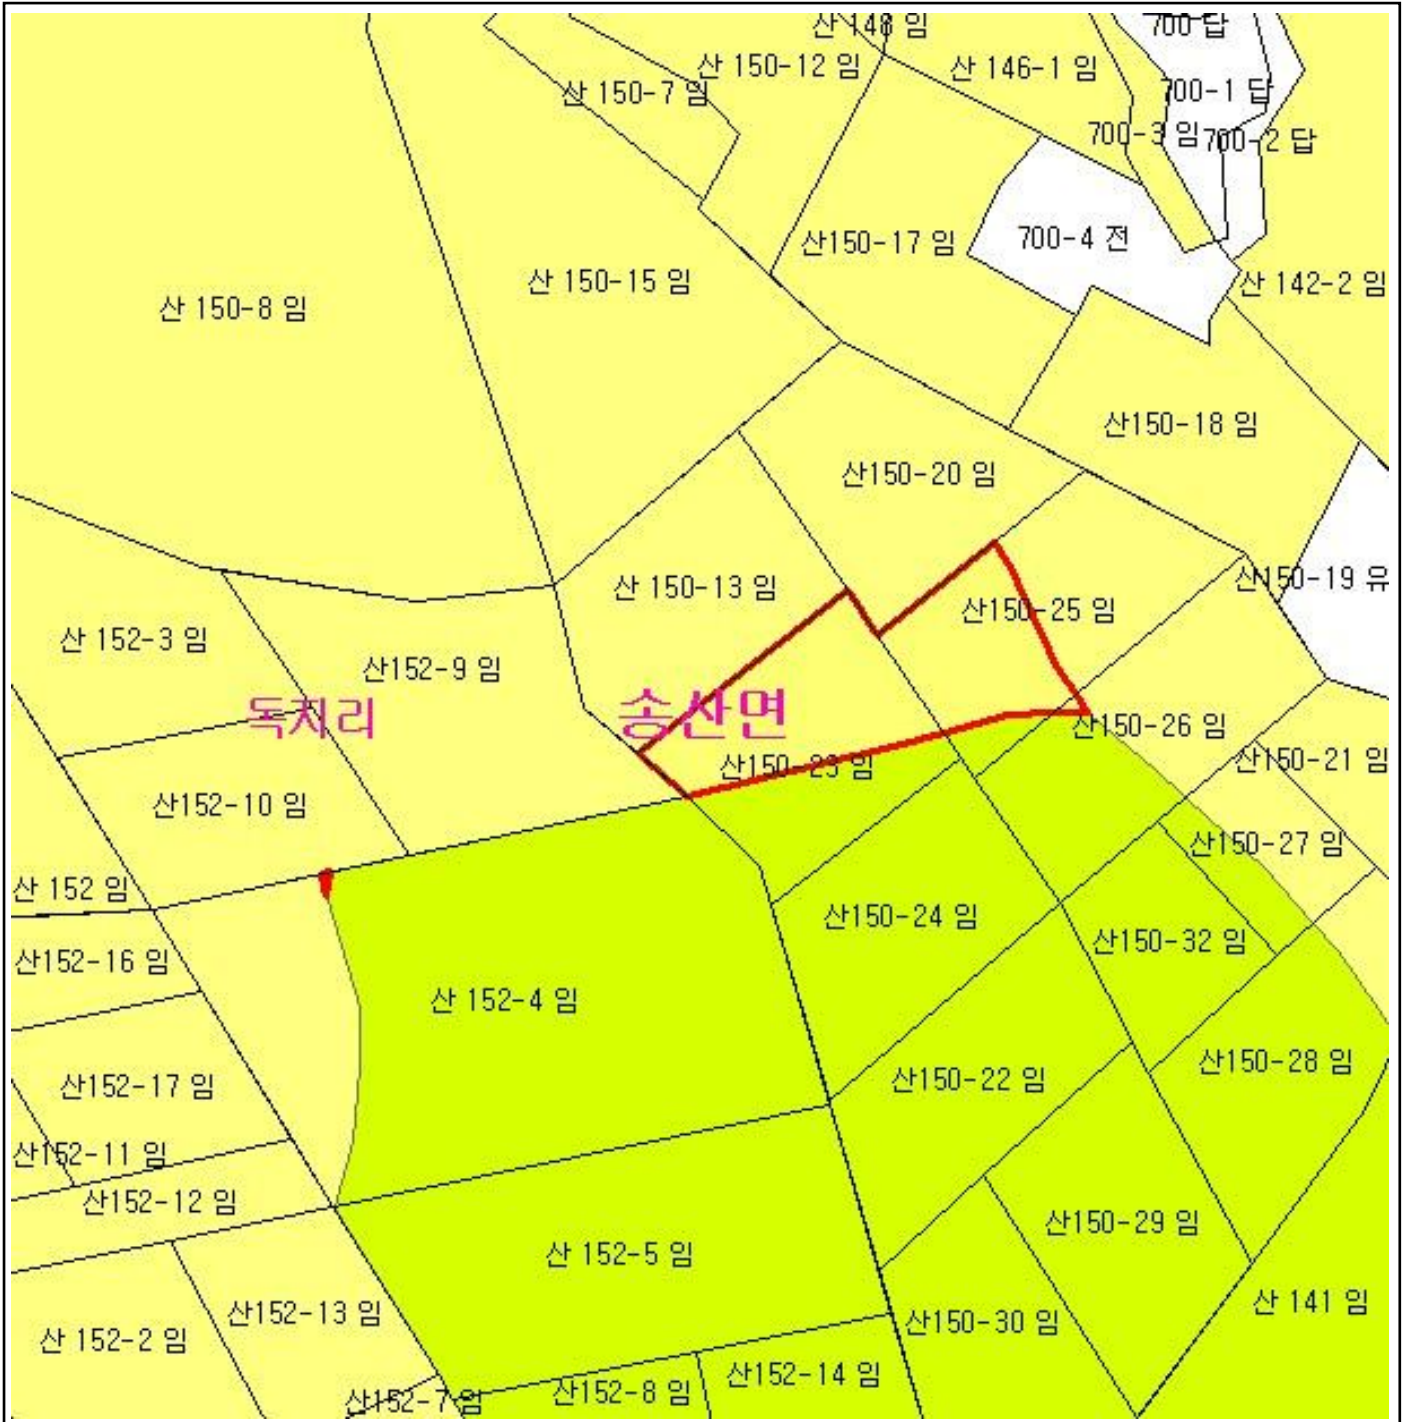 산 148 임
700 답
산 150-12 임
산 146-1 임
산 150-7 임
700-1 답
700-3 임
700-2 답
산150-17 임
700-4 전
산 150-15 임
산 142-2 임
산 150-8 임
산150-18 임
산150-20 임
산150-19 유
산 150-13 임
산150-25 임
산 152-3 임
산152-9 임
독지리
송산면
산150-26 임
산150-23 임
산150-21 임
산152-10 임
산150-27 임
산 152 임
산150-24 임
산150-32 임
산152-16 임
산 152-4 임
산150-28 임
산152-17 임
산150-22 임
산152-11 임
산152-12 임
산150-29 임
산 152-5 임
산 141 임
산152-13 임
산150-30 임
산 152-2 임
산152-14 임
산152-8 임
산152-7 임